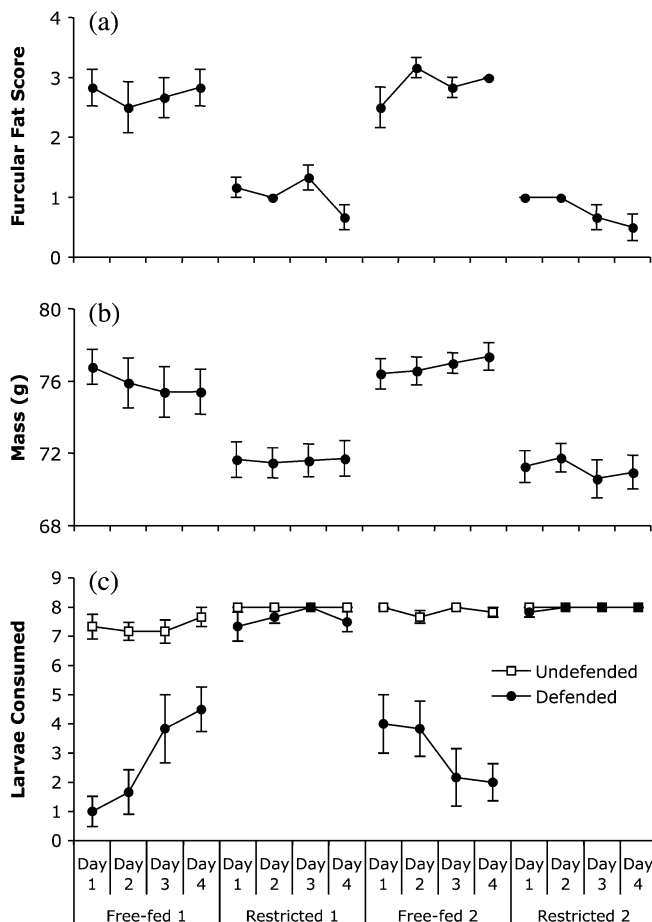 (a)
Furcular Fat Score
4
3
2
1
0
(b)
Mass (g)
80
76
72
68
(c)
Larvae Consumed
9
8
7
6
5
4
3
2
1
0
Undefended
Defended
Day 1 Day 2 Day 3 Day 4 Day 1 Day 2 Day 3 Day 4 Day 1 Day 2 Day 3 Day 4 Day 1 Day 2 Day 3 Day 4
Free-fed 1 Restricted 1 Free-fed 2 Restricted 2